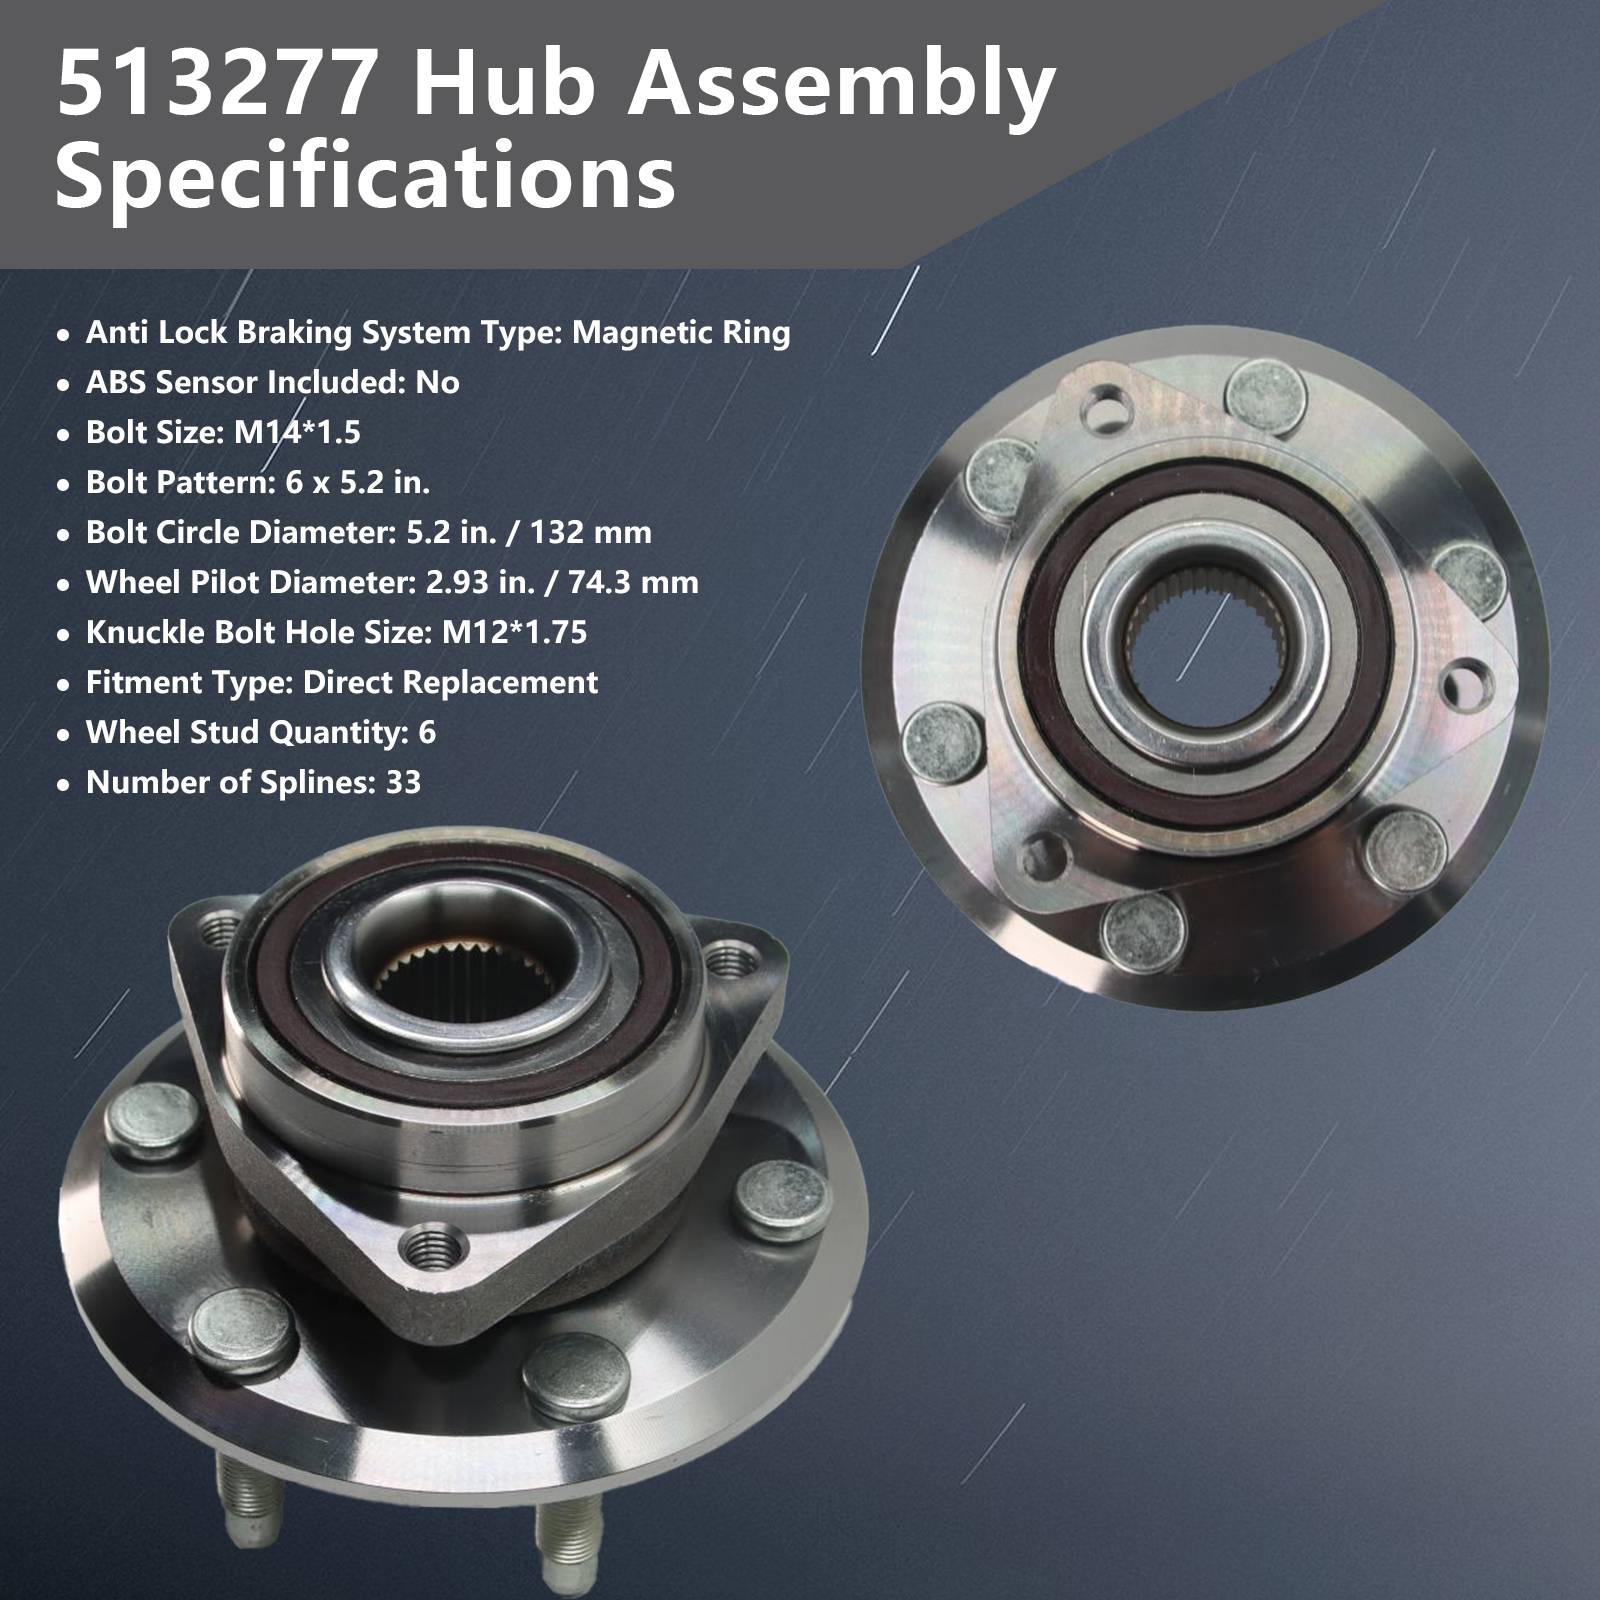 513277 Hub Assembly
Specifications
• Anti Lock Braking System Type: Magnetic Ring
• ABS Sensor Included: No
• Bolt Size: M14*1.5
• Bolt Pattern: 6 x 5.2 in.
• Bolt Circle Diameter: 5.2 in. / 132 mm
• Wheel Pilot Diameter: 2.93 in. / 74.3 mm
• Knuckle Bolt Hole Size: M12*1.75
• Fitment Type: Direct Replacement
• Wheel Stud Quantity: 6
• Number of Splines: 33